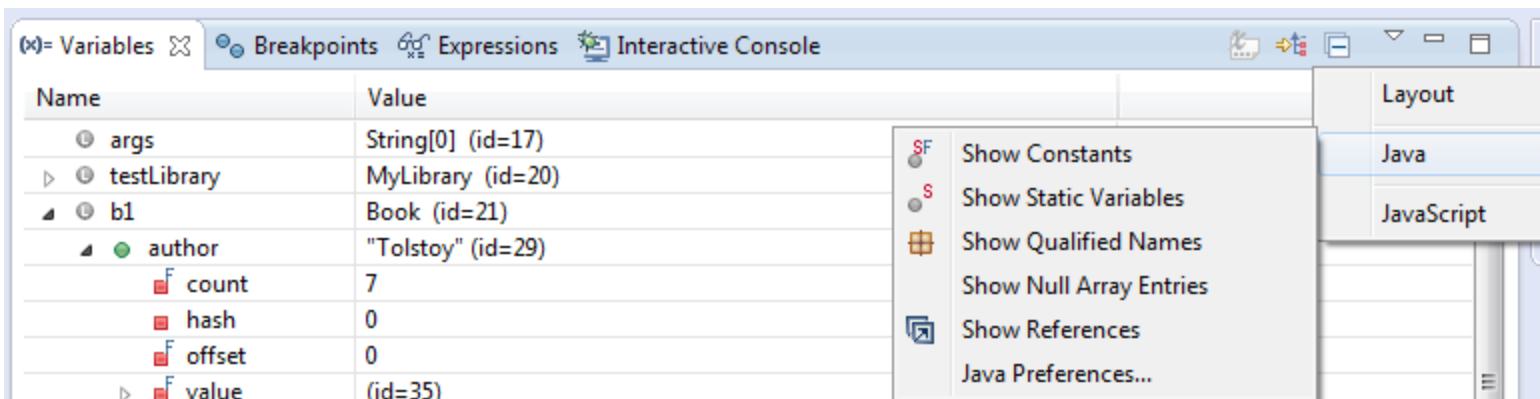 (x)= Variables Breakpoints Expressions Interactive Console
Name Value
args String[0] (id=17)
testLibrary MyLibrary (id=20)
b1 Book (id=21)
author "Tolstoy" (id=29)
count 7
hash 0
offset 0
value (id=35)
Layout
Java
JavaScript
Show Constants
Show Static Variables
Show Qualified Names
Show Null Array Entries
Show References
Java Preferences...